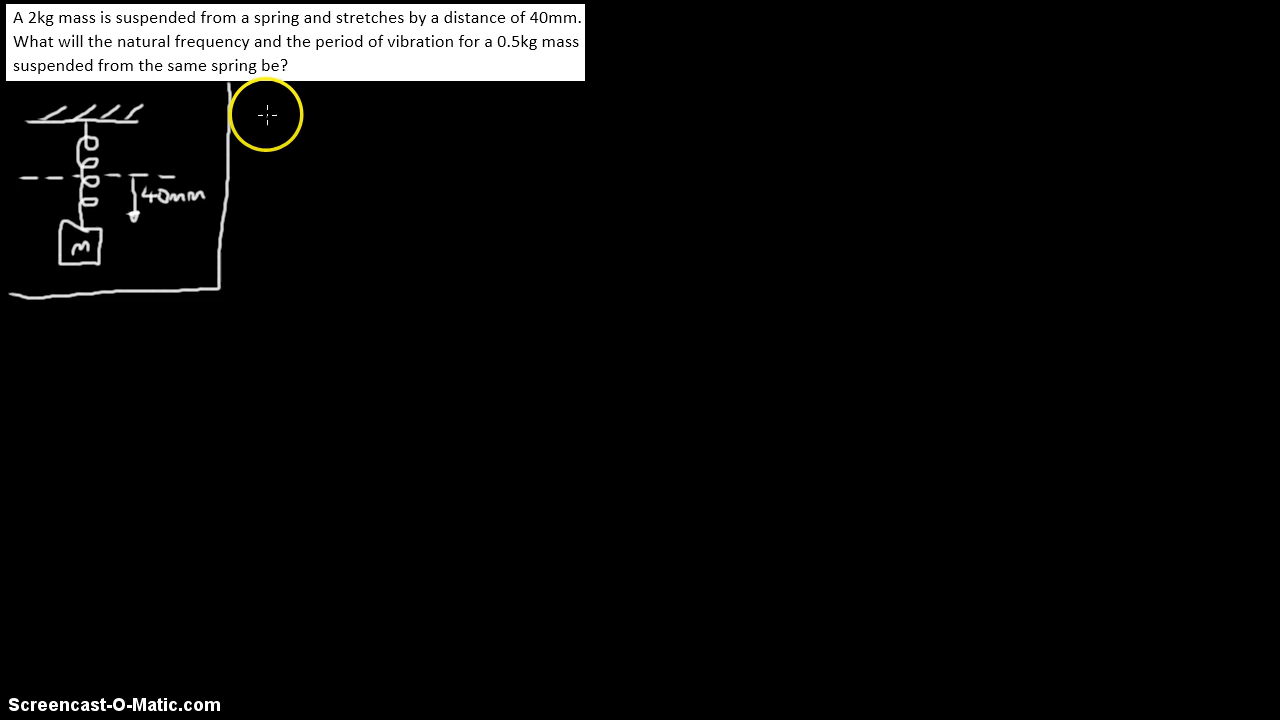 A 2kg mass is suspended from a spring and stretches by a distance of 40mm.
What will the natural frequency and the period of vibration for a 0.5kg mass
suspended from the same spring be?
40mm
m
Screencast-O-Matic.com